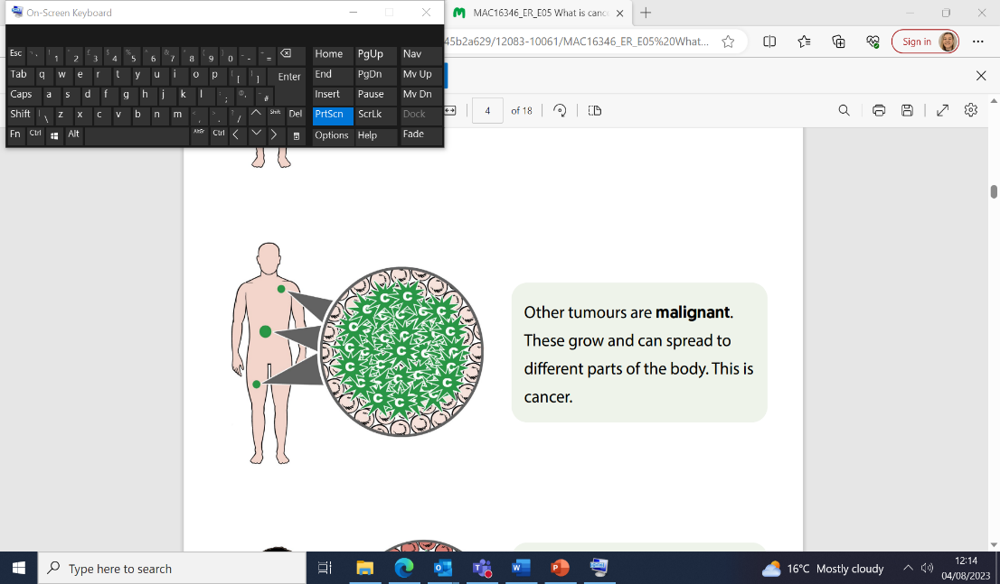 On-Screen Keyboard
MAC16346_ER_E05 What is cance
45b2a629/12083-10061/MAC16346_ER_E05%20What...
Sign in
Esc 1 2 3 4 5 6 7 8 9 0 - = Home PgUp Nav
Tab q w e r t y u i o p [ ] Enter End PgDn Mv Up
Caps a s d f g h j k l ; @ # Insert Pause Mv Dn
Shift \ z x c v b n m , . / Shift Del PrtScn ScrLk Dock
Fn Ctrl Alt AltGr Ctrl Options Help Fade
4 of 18
C C C C C C C C C C C C C C C
Other tumours are malignant.
These grow and can spread to
different parts of the body. This is
cancer.
Type here to search
16°C Mostly cloudy
12:14
04/08/2023